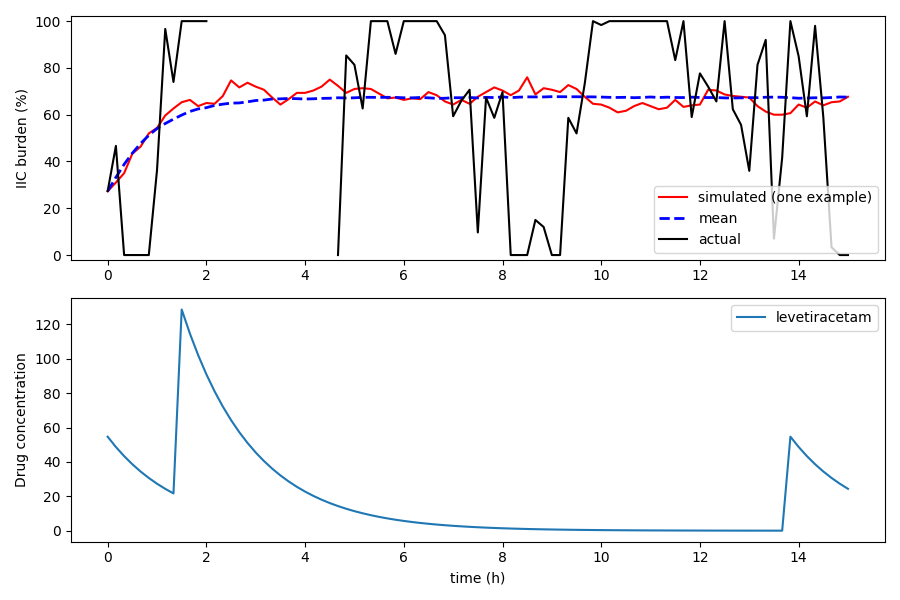 100
80
60
40
20
0
IIC burden (%)
simulated (one example)
mean
actual
0 2 4 6 8 10 12 14
120
100
80
60
40
20
0
Drug concentration
levetiracetam
0 2 4 6 8 10 12 14
time (h)